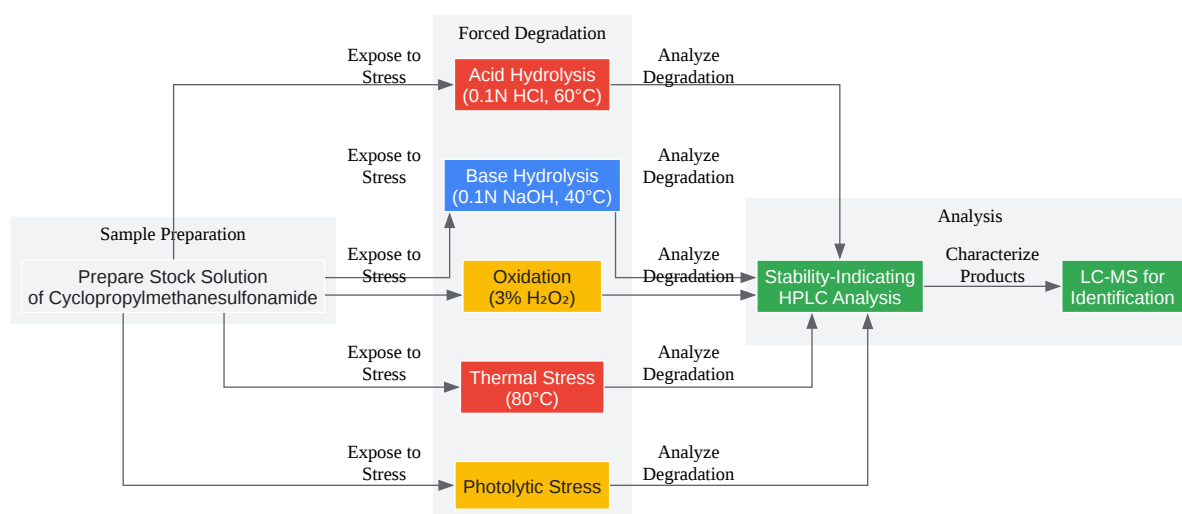 Forced Degradation
Expose to
Stress
Acid Hydrolysis
(0.1N HCl, 60°C)
Analyze
Degradation
Expose to
Stress
Base Hydrolysis
(0.1N NaOH, 40°C)
Analyze
Degradation
Sample Preparation
Prepare Stock Solution
of Cyclopropylmethanesulfonamide
Expose to
Stress
Oxidation
(3% H₂O₂)
Analyze
Degradation
Analysis
Stability-Indicating
HPLC Analysis
Characterize
Products
LC-MS for
Identification
Expose to
Stress
Thermal Stress
(80°C)
Analyze
Degradation
Expose to
Stress
Photolytic Stress
Analyze
Degradation